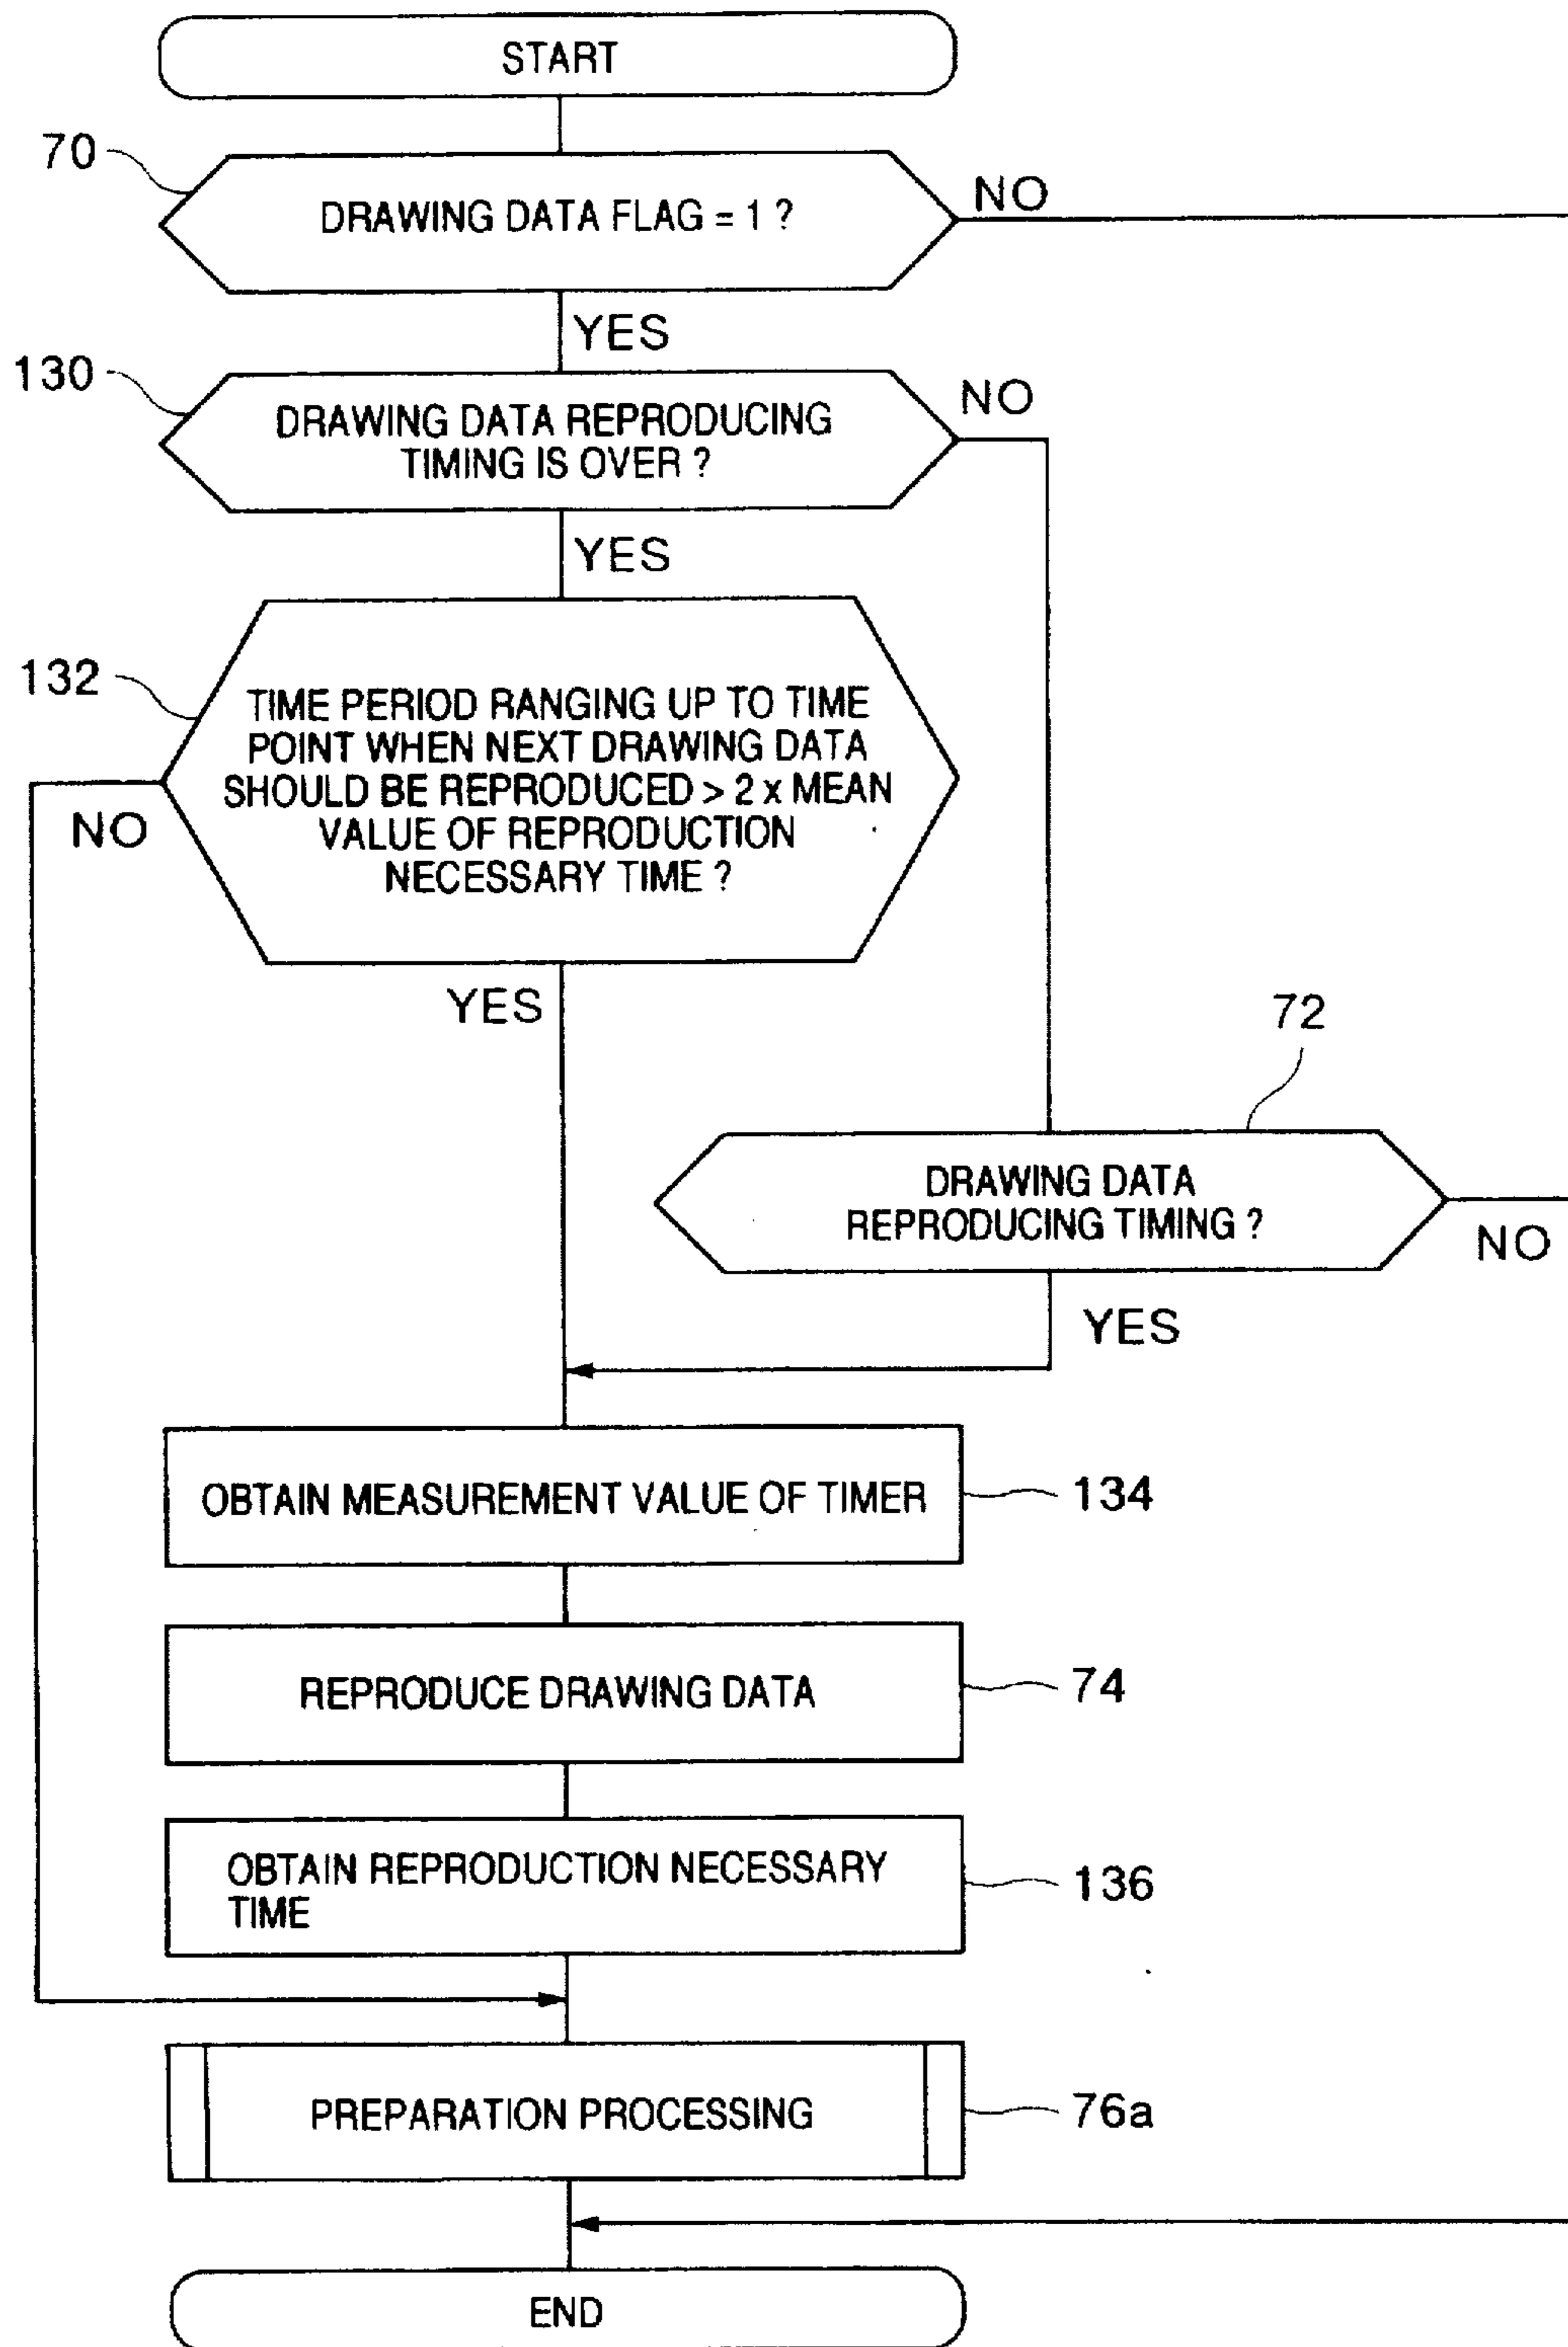 START
70
DRAWING DATA FLAG = 1 ?
NO
YES
130
DRAWING DATA REPRODUCING
TIMING IS OVER ?
NO
YES
132
TIME PERIOD RANGING UP TO TIME
POINT WHEN NEXT DRAWING DATA
SHOULD BE REPRODUCED > 2 x MEAN
VALUE OF REPRODUCTION
NECESSARY TIME ?
NO
YES
72
DRAWING DATA
REPRODUCING TIMING ?
NO
YES
OBTAIN MEASUREMENT VALUE OF TIMER
134
REPRODUCE DRAWING DATA
74
OBTAIN REPRODUCTION NECESSARY
TIME
136
PREPARATION PROCESSING
76a
END